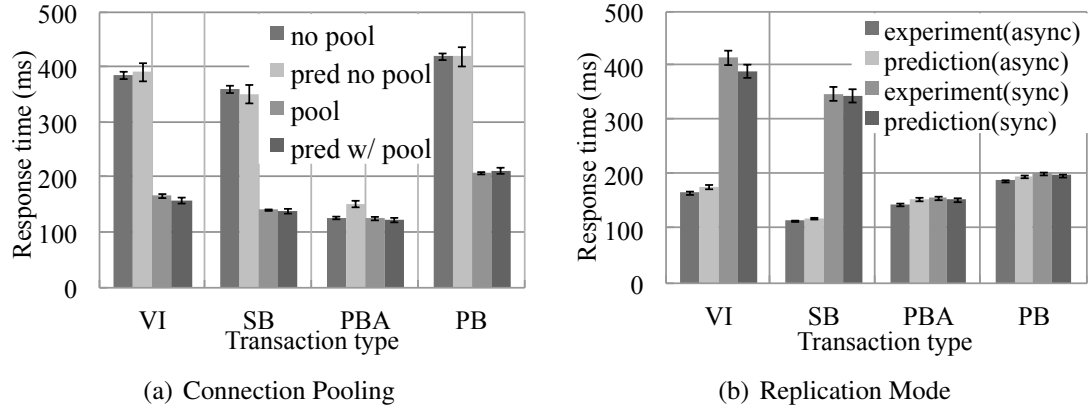 500
400
300
200
100
0
Response time (ms)
no pool
pred no pool
pool
pred w/ pool
VI SB PBA PB
Transaction type
(a) Connection Pooling
500
400
300
200
100
0
Response time (ms)
experiment(async)
prediction(async)
experiment(sync)
prediction(sync)
VI SB PBA PB
Transaction type
(b) Replication Mode